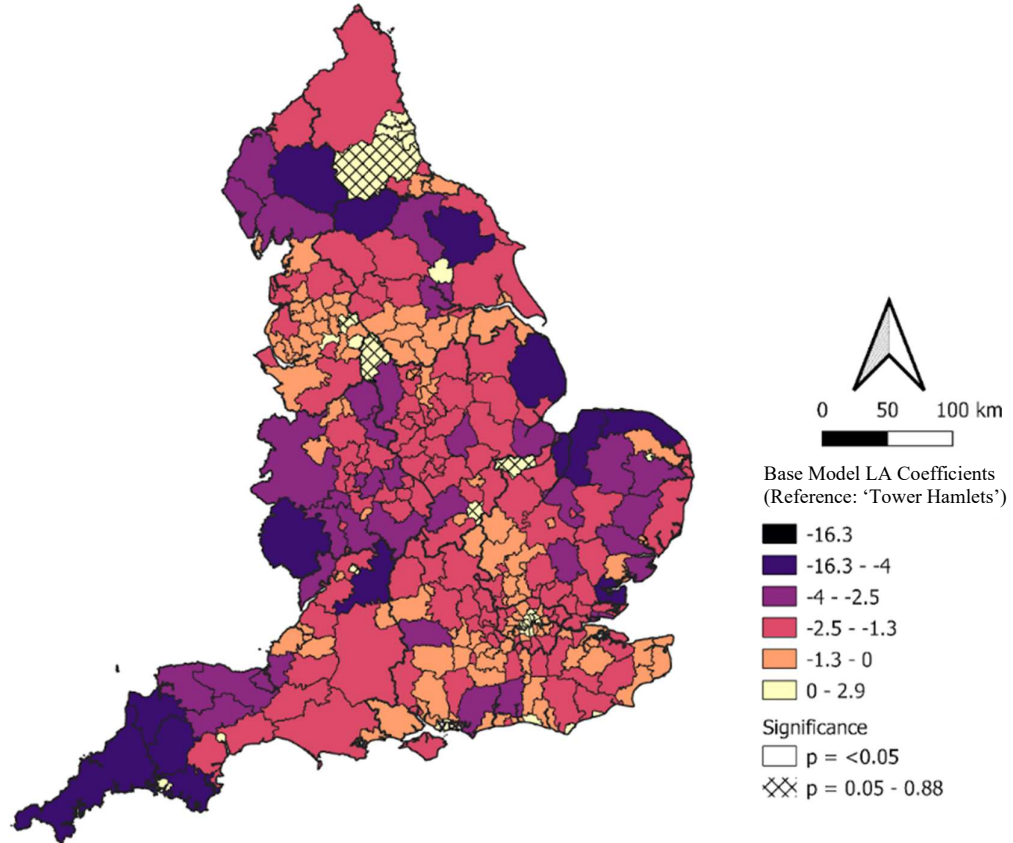 0 50 100 km
Base Model LA Coefficients
(Reference: ‘Tower Hamlets’)
-16.3
-16.3 - -4
-4 - -2.5
-2.5 - -1.3
-1.3 - 0
0 - 2.9
Significance
p = <0.05
p = 0.05 - 0.88